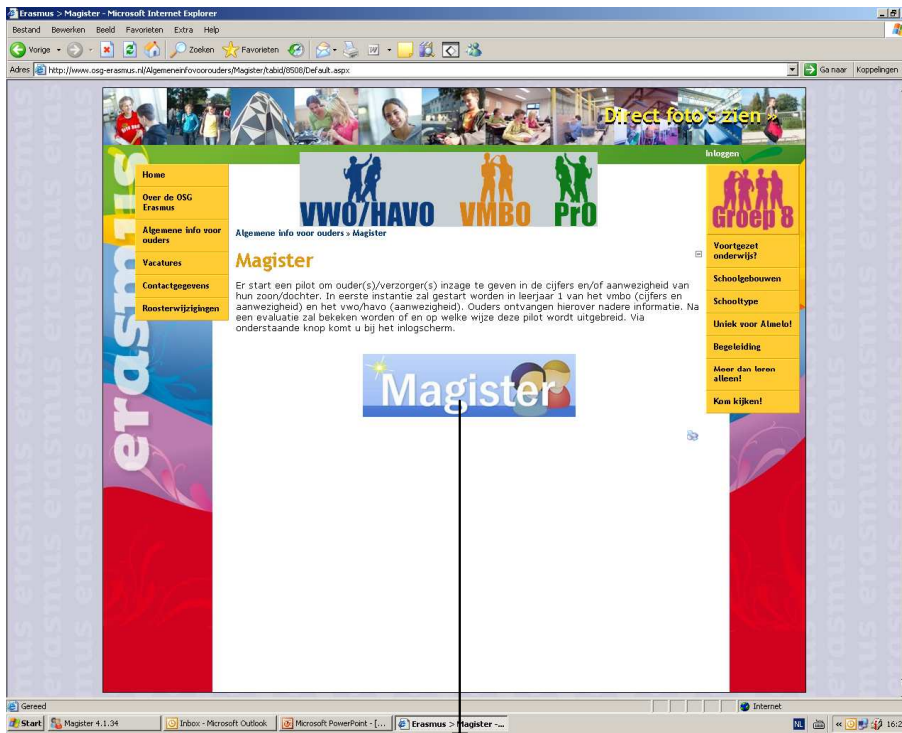 Erasmus > Magister - Microsoft Internet Explorer
Bestand Bewerken Beeld Favorieten Extra Help
Vorige Zoeken Favorieten
Adres http://www.osg-erasmus.nl/Algemeneinfovoorouders/Magister/tabid/8508/Default.aspx Ga naar Koppelingen
Direct foto's zien »
Inloggen
erasmus
Home
Over de OSG
Erasmus
Algemene info voor
ouders
Vacatures
Contactgegevens
Roosterwijzigingen
VWO/HAVO VMBO PrO
Algemene info voor ouders » Magister
Magister
Er start een pilot om ouder(s)/verzorger(s) inzage te geven in de cijfers en/of aanwezigheid van
hun zoon/dochter. In eerste instantie zal gestart worden in leerjaar 1 van het vmbo (cijfers en
aanwezigheid) en het vwo/havo (aanwezigheid). Ouders ontvangen hierover nadere informatie. Na
een evaluatie zal bekeken worden of en op welke wijze deze pilot wordt uitgebreid. Via
onderstaande knop komt u bij het inlogscherm.
Magister
Groep 8
Voortgezet
onderwijs?
Schoolgebouwen
Schooltype
Uniek voor Almelo!
Begeleiding
Meer dan leren
alleen!
Kom kijken!
Gereed Internet
Start Magister 4.1.34 Inbox - Microsoft Outlook Microsoft PowerPoint - [... Erasmus > Magister -... NL « 16:2